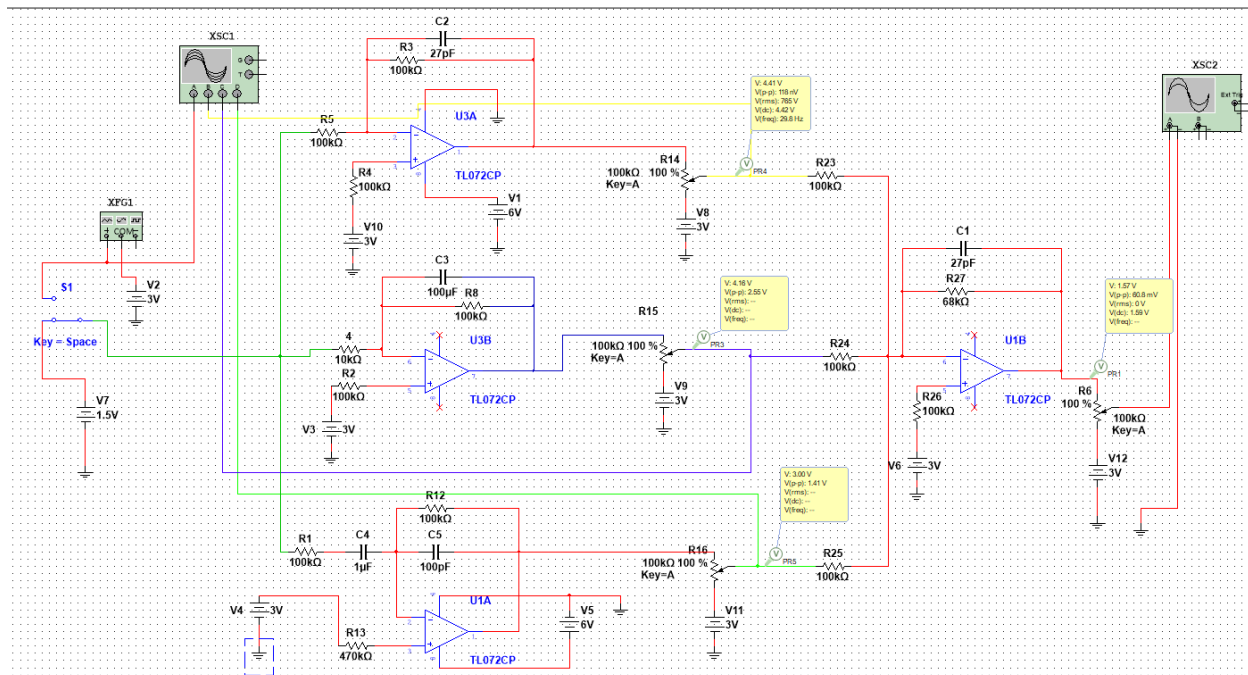 XSC1
G
T
A
B
C
D
C2
27pF
R3
100kΩ
R5
100kΩ
U3A
TL072CP
R4
100kΩ
V10
3V
V1
6V
V: 4.41 V
V(p-p): 118 mV
V(rms): 765 V
V(dc): 4.42 V
V(freq): 29.8 Hz
PR4
R14
100kΩ
100 %
Key=A
V8
3V
R23
100kΩ
XSC2
Ext Trig
A
B
XFG1
COM
S1
Key = Space
V2
3V
V7
1.5V
C3
100µF
R8
100kΩ
4
10kΩ
R2
100kΩ
V3
3V
U3B
TL072CP
R15
100kΩ 100 %
Key=A
V9
3V
V: 4.16 V
V(p-p): 2.55 V
V(rms): --
V(dc): --
V(freq): --
PR3
R24
100kΩ
C1
27pF
R27
68kΩ
U1B
TL072CP
R26
100kΩ
V6
3V
V: 1.57 V
V(p-p): 60.8 mV
V(rms): 0 V
V(dc): 1.59 V
V(freq): --
PR1
R6
100 %
100kΩ
Key=A
V12
3V
R12
100kΩ
R1
100kΩ
C4
1µF
C5
100pF
V4
3V
R13
470kΩ
U1A
TL072CP
V5
6V
R16
100kΩ 100 %
Key=A
V11
3V
V: 3.00 V
V(p-p): 1.41 V
V(rms): --
V(dc): --
V(freq): --
PR5
R25
100kΩ